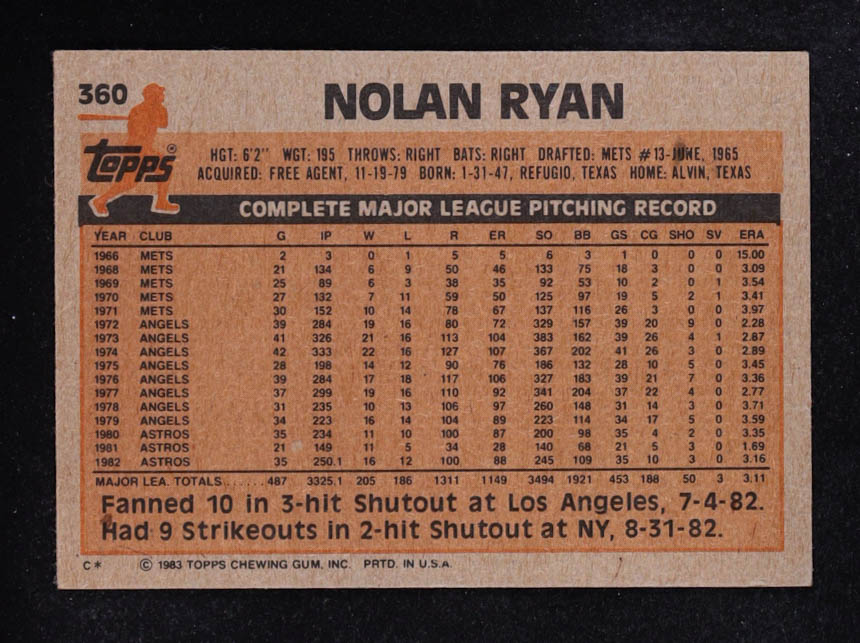 360
NOLAN RYAN
Topps®
HGT: 6'2" WGT: 195 THROWS: RIGHT BATS: RIGHT DRAFTED: METS #13-JUNE, 1965
ACQUIRED: FREE AGENT, 11-19-79 BORN: 1-31-47, REFUGIO, TEXAS HOME: ALVIN, TEXAS
COMPLETE MAJOR LEAGUE PITCHING RECORD
YEAR CLUB G IP W L R ER SO BB GS CG SHO SV ERA
1966 METS 2 3 0 1 5 5 6 3 1 0 0 0 15.00
1968 METS 21 134 6 9 50 46 133 75 18 3 0 0 3.09
1969 METS 25 89 6 3 38 35 92 53 10 2 0 1 3.54
1970 METS 27 132 7 11 59 50 125 97 19 5 2 1 3.41
1971 METS 30 152 10 14 78 67 137 116 26 3 0 0 3.97
1972 ANGELS 39 284 19 16 80 72 329 157 39 20 9 0 2.28
1973 ANGELS 41 326 21 16 113 104 383 162 39 26 4 1 2.87
1974 ANGELS 42 333 22 16 127 107 367 202 41 26 3 0 2.89
1975 ANGELS 28 198 14 12 90 76 186 132 28 10 5 0 3.45
1976 ANGELS 39 284 17 18 117 106 327 183 39 21 7 0 3.36
1977 ANGELS 37 299 19 16 110 92 341 204 37 22 4 0 2.77
1978 ANGELS 31 235 10 13 106 97 260 148 31 14 3 0 3.71
1979 ANGELS 34 223 16 14 104 89 223 114 34 17 5 0 3.59
1980 ASTROS 35 234 11 10 100 87 200 98 35 4 2 0 3.35
1981 ASTROS 21 149 11 5 34 28 140 68 21 5 3 0 1.69
1982 ASTROS 35 250.1 16 12 100 88 245 109 35 10 3 0 3.16
MAJOR LEA. TOTALS ...... 487 3325.1 205 186 1311 1149 3494 1921 453 188 50 3 3.11
Fanned 10 in 3-hit Shutout at Los Angeles, 7-4-82.
Had 9 Strikeouts in 2-hit Shutout at NY, 8-31-82.
C* © 1983 TOPPS CHEWING GUM, INC. PRTD. IN U.S.A.